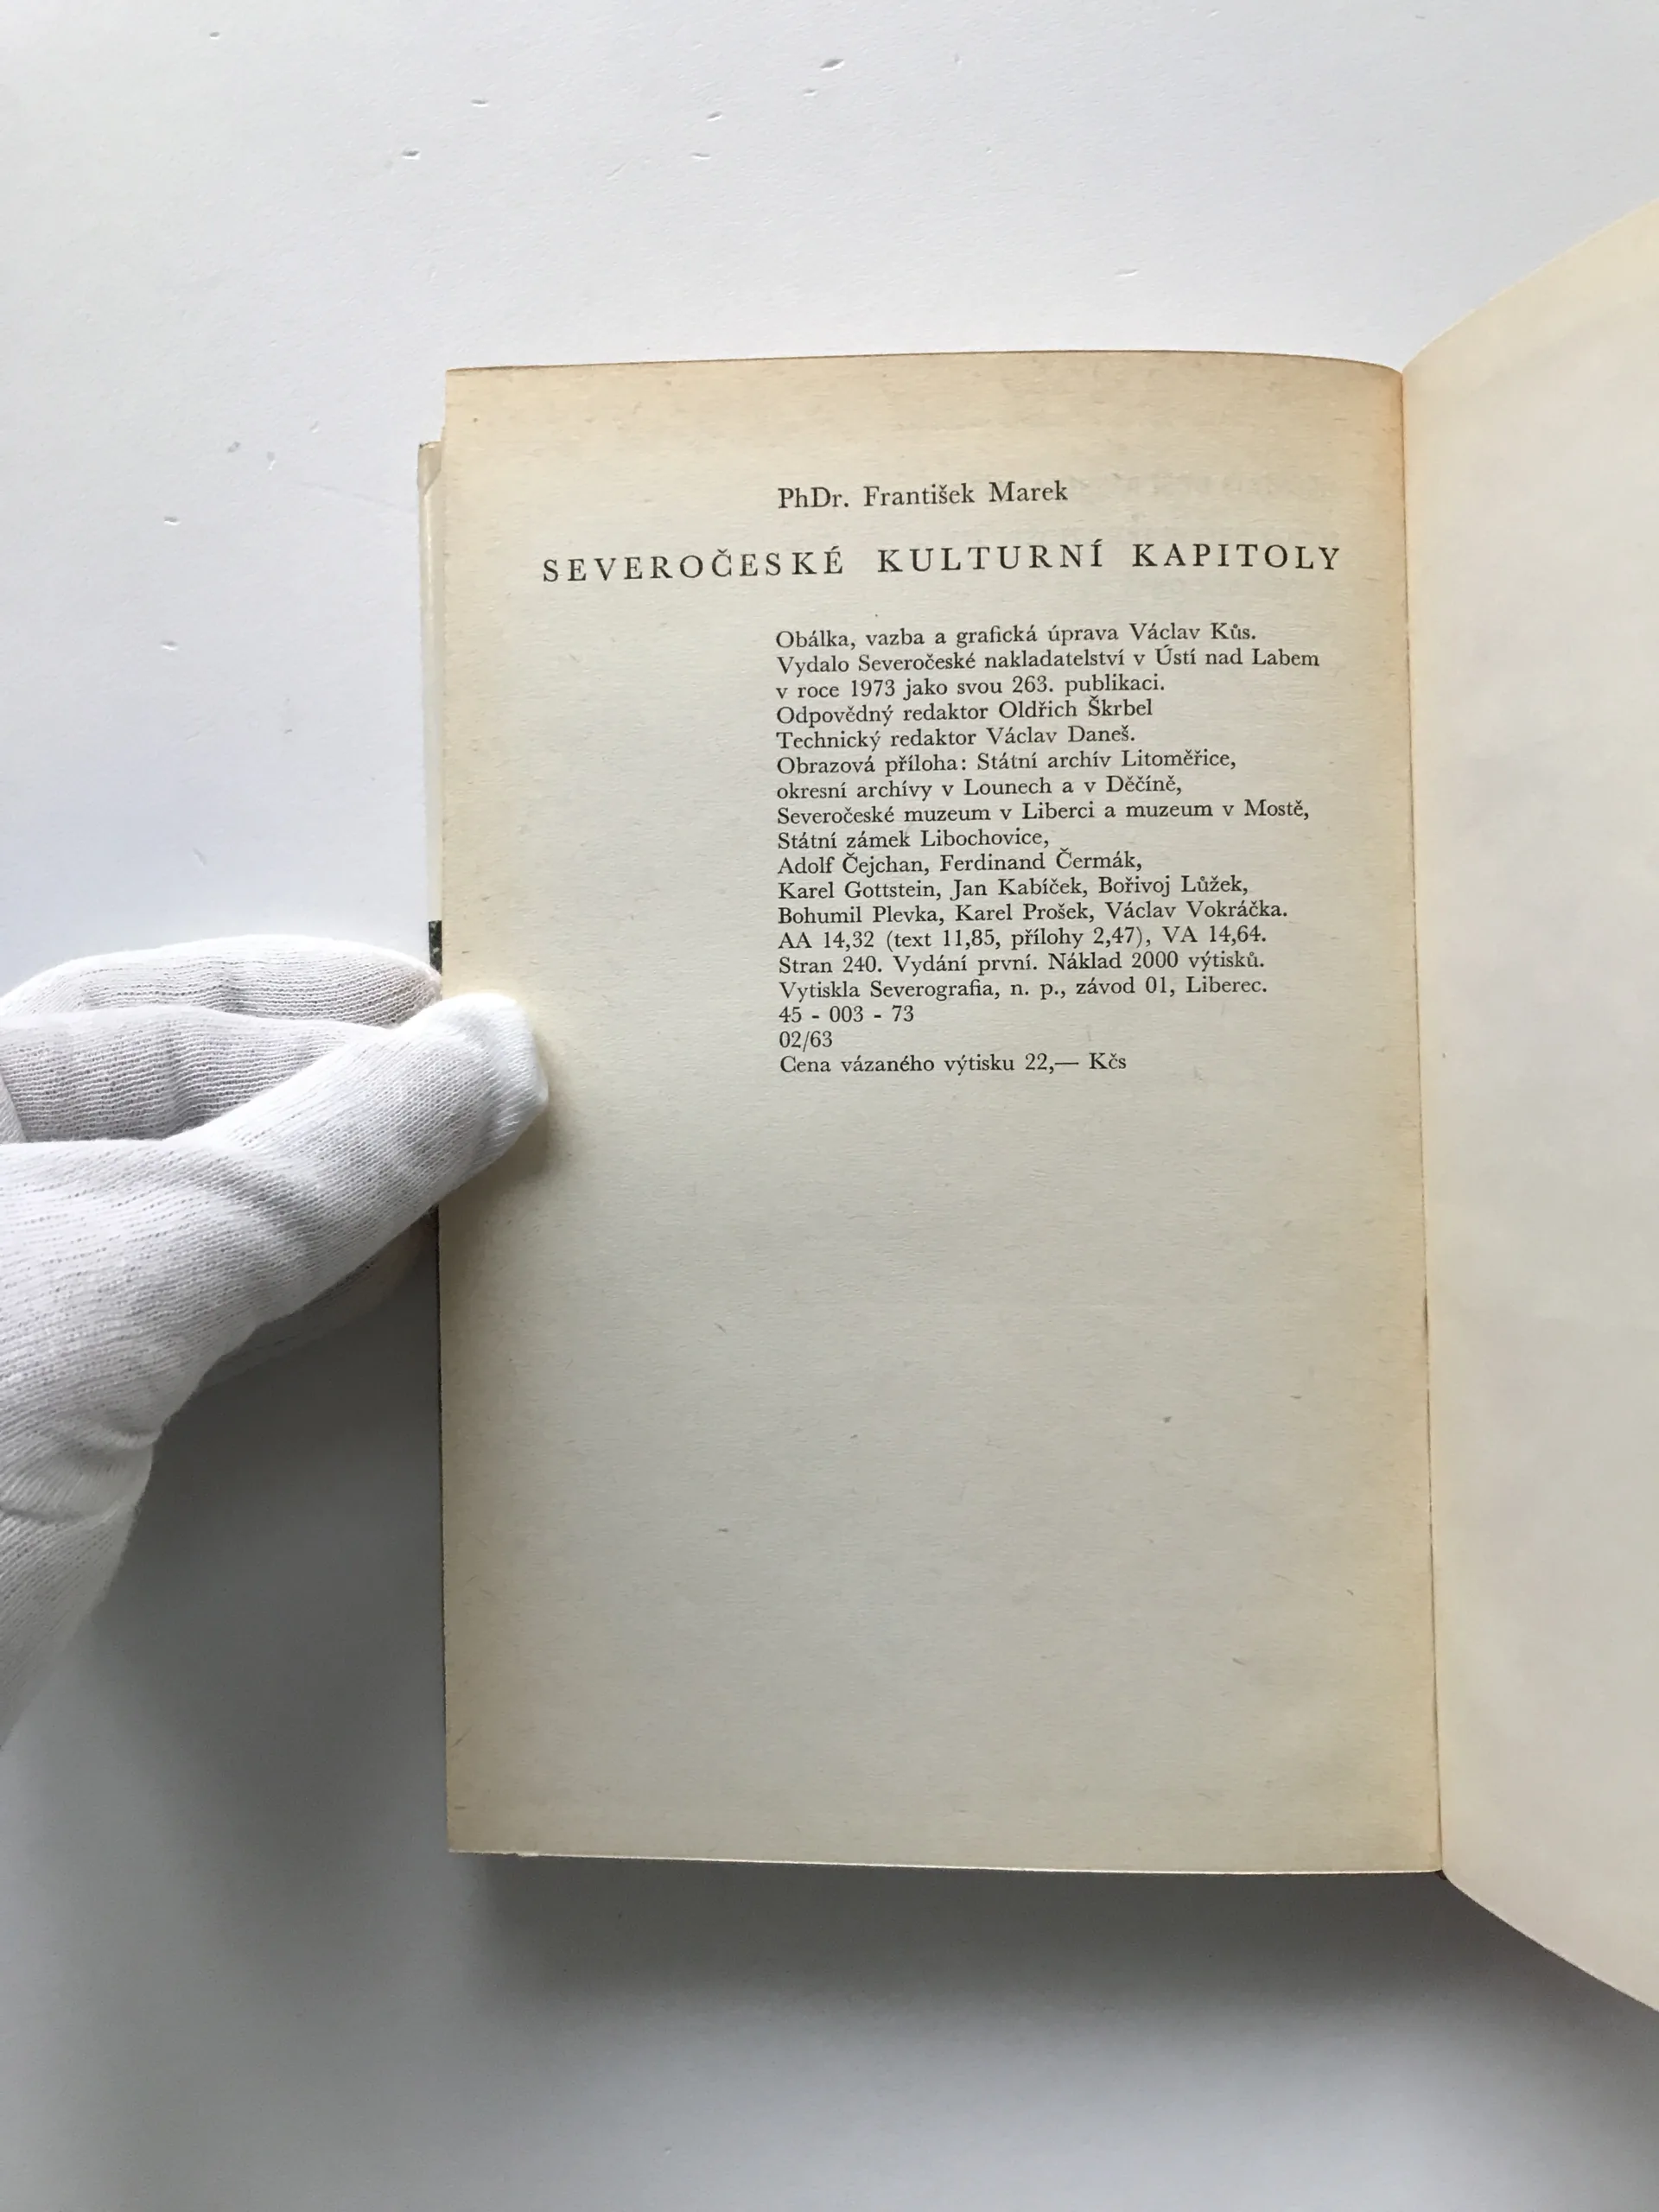 PhDr. František Marek
SEVEROČESKÉ KULTURNÍ KAPITOLY
Obálka, vazba a grafická úprava Václav Kůs.
Vydalo Severočeské nakladatelství v Ústí nad Labem
v roce 1973 jako svou 263. publikaci.
Odpovědný redaktor Oldřich Škrbel
Technický redaktor Václav Daneš.
Obrazová příloha: Státní archív Litoměřice,
okresní archívy v Lounech a v Děčíně,
Severočeské muzeum v Liberci a muzeum v Mostě,
Státní zámek Libochovice,
Adolf Čejchan, Ferdinand Čermák,
Karel Gottstein, Jan Kabíček, Bořivoj Lůžek,
Bohumil Plevka, Karel Prošek, Václav Vokráčka.
AA 14,32 (text 11,85, přílohy 2,47), VA 14,64.
Stran 240. Vydání první. Náklad 2000 výtisků.
Vytiskla Severografia, n. p., závod 01, Liberec.
45 - 003 - 73
02/63
Cena vázaného výtisku 22,— Kčs